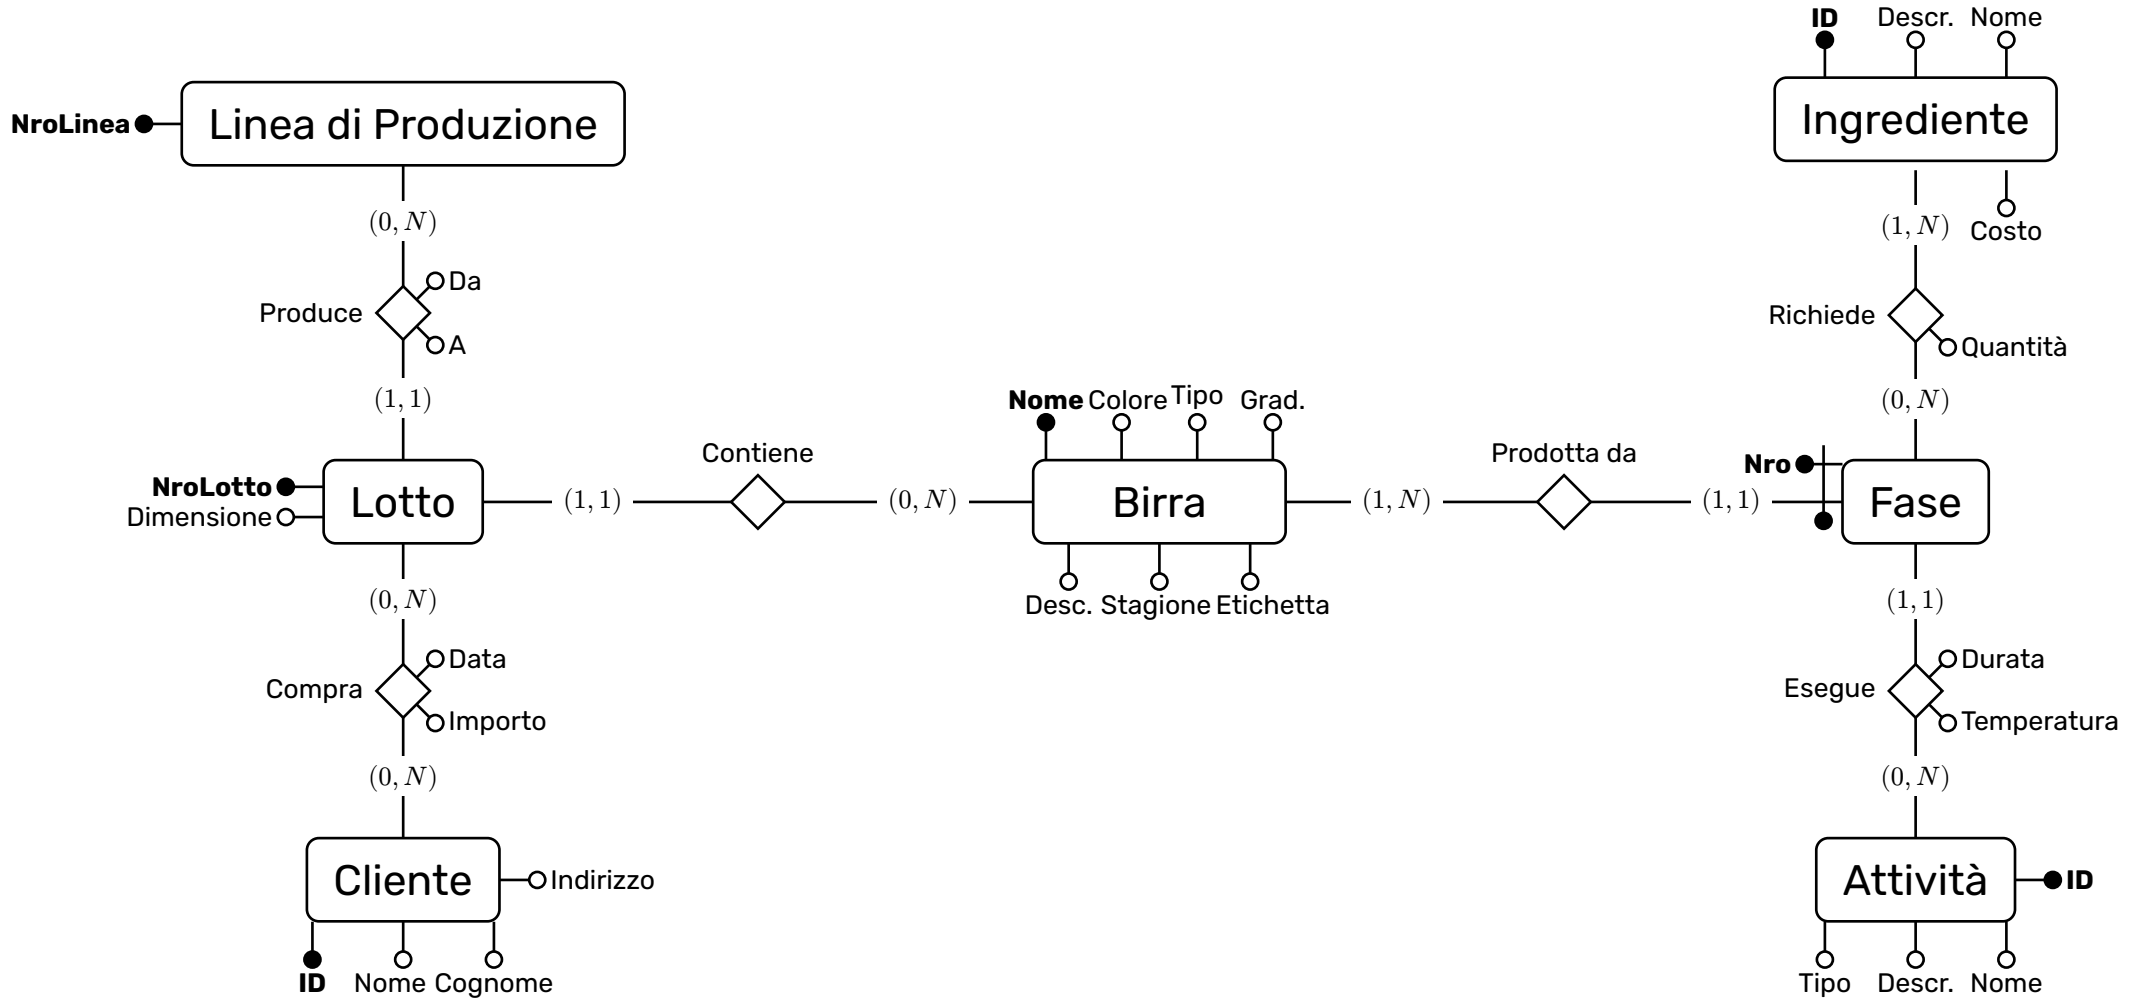 ID Descr. Nome
NroLinea Linea di Produzione
Ingrediente
(0, N)
(1, N) Costo
Da
Produce
A
Richiede
Quantità
(1, 1)
(0, N)
Nome Colore Tipo Grad.
Contiene
Prodotta da
NroLotto
Dimensione
Lotto
(1, 1)
(0, N)
Birra
(1, N)
(1, 1)
Nro
Fase
Desc. Stagione Etichetta
(0, N)
(1, 1)
Data
Compra
Importo
Durata
Esegue
Temperatura
(0, N)
(0, N)
Cliente
Indirizzo
Attività
ID
ID Nome Cognome
Tipo Descr. Nome